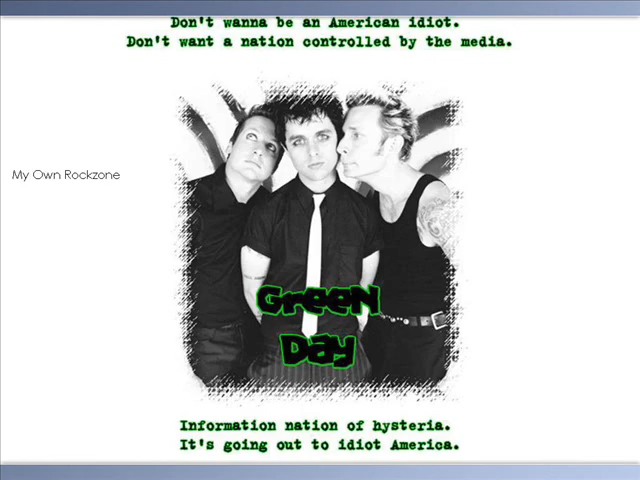 Don't wanna be an American idiot.
Don't want a nation controlled by the media.
My Own Rockzone
GreeN
Day
Information nation of hysteria.
It's going out to idiot America.